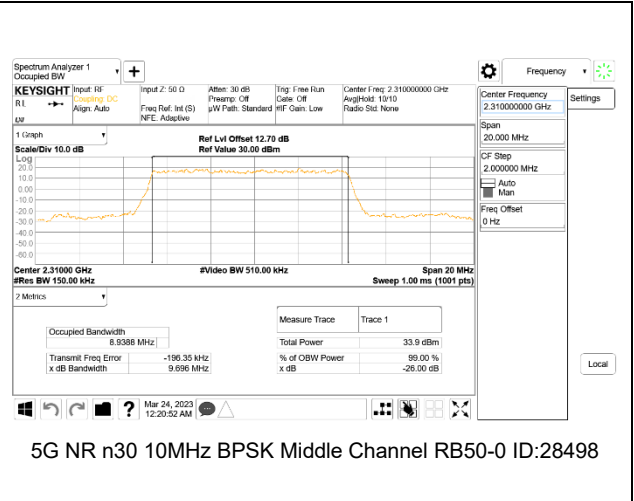 Spectrum Analyzer 1
Occupied BW
+
Frequency
KEYSIGHT
Input: RF
Coupling: DC
Align: Auto
Input Z: 50 Ω
Freq Ref: Int (S)
NFE: Adaptive
Atten: 30 dB
Preamp: Off
µW Path: Standard
Trig: Free Run
Gate: Off
#IF Gain: Low
Center Freq: 2.310000000 GHz
Avg|Hold: 10/10
Radio Std: None
RL
Center Frequency
2.310000000 GHz
Settings
Span
20.000 MHz
CF Step
2.000000 MHz
Auto
Man
Freq Offset
0 Hz
Local
1 Graph
Scale/Div 10.0 dB
Ref Lvl Offset 12.70 dB
Ref Value 30.00 dBm
Log
20.0
10.0
0.00
-10.0
-20.0
-30.0
-40.0
-50.0
-60.0
Center 2.31000 GHz
#Video BW 510.00 kHz
Span 20 MHz
#Res BW 150.00 kHz
Sweep 1.00 ms (1001 pts)
2 Metrics
Measure Trace Trace 1
Occupied Bandwidth
8.9388 MHz
Total Power 33.9 dBm
Transmit Freq Error -196.35 kHz
% of OBW Power 99.00 %
x dB Bandwidth 9.696 MHz
x dB -26.00 dB
?
Mar 24, 2023
12:20:52 AM
5G NR n30 10MHz BPSK Middle Channel RB50-0 ID:28498